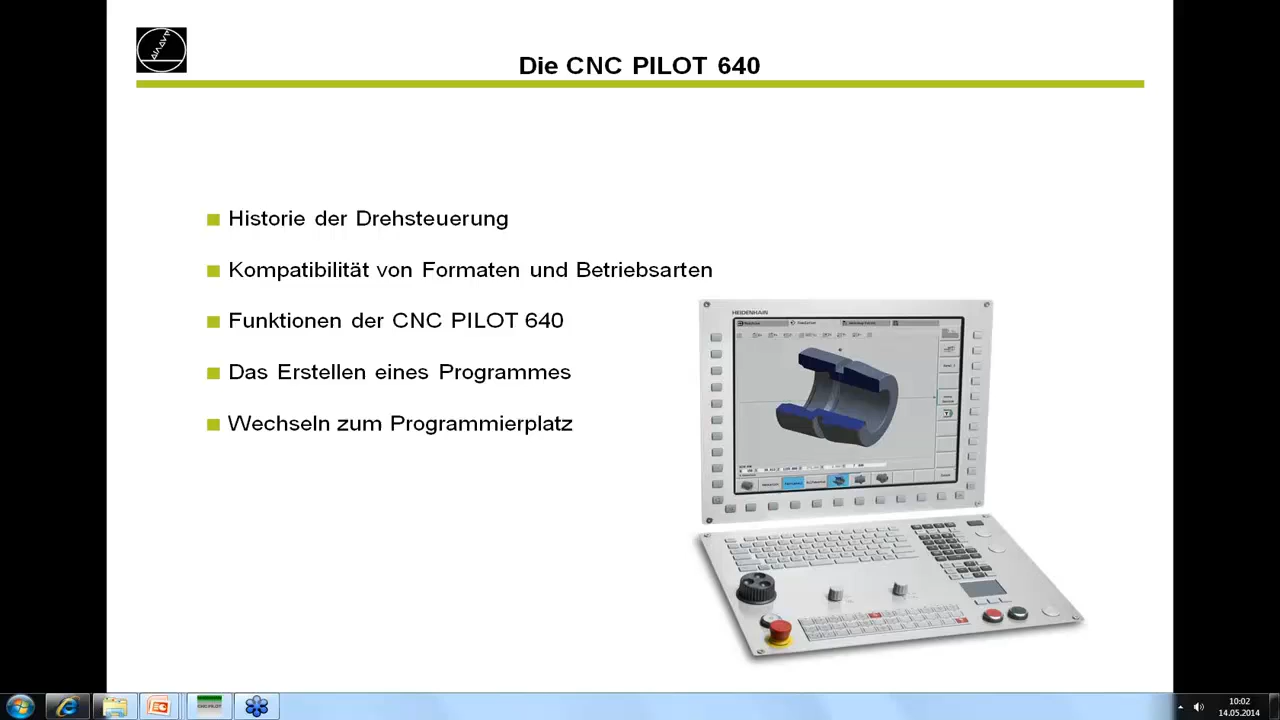 Die CNC PILOT 640
Historie der Drehsteuerung
Kompatibilität von Formaten und Betriebsarten
Funktionen der CNC PILOT 640
Das Erstellen eines Programmes
Wechseln zum Programmierplatz
HEIDENHAIN
10:02
14.05.2014